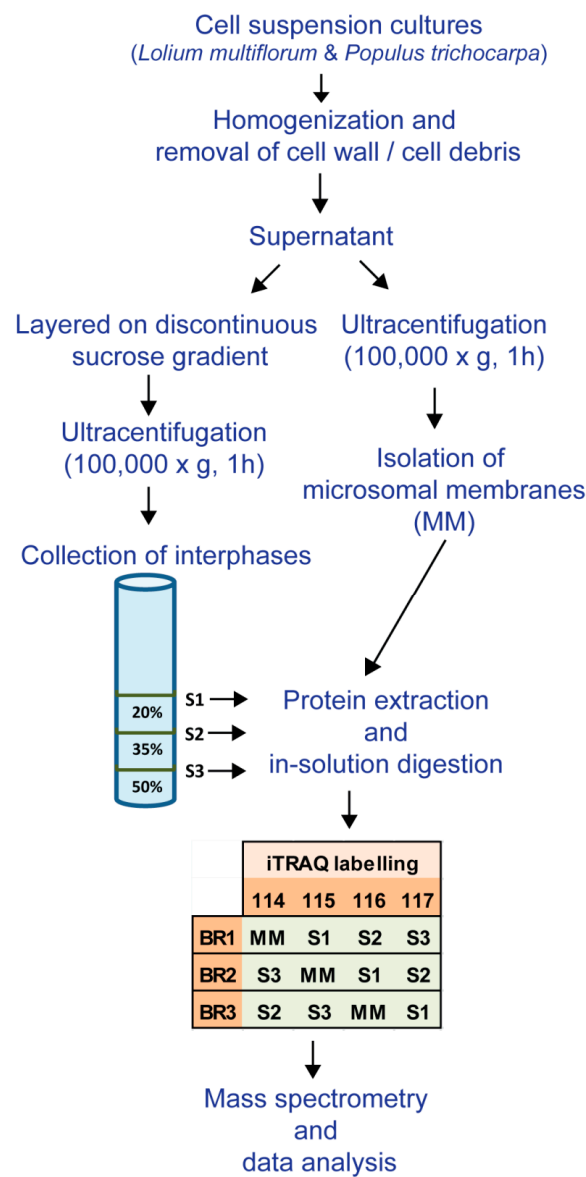 Cell suspension cultures
(Lolium multiflorum & Populus trichocarpa)
Homogenization and
removal of cell wall / cell debris
Supernatant
Layered on discontinuous
sucrose gradient
Ultracentifugation
(100,000 x g, 1h)
Ultracentifugation
(100,000 x g, 1h)
Isolation of
microsomal membranes
(MM)
Collection of interphases
S1
20%
S2
35%
S3
50%
Protein extraction
and
in-solution digestion
iTRAQ labelling
114 115 116 117
BR1 MM S1 S2 S3
BR2 S3 MM S1 S2
BR3 S2 S3 MM S1
Mass spectrometry
and
data analysis